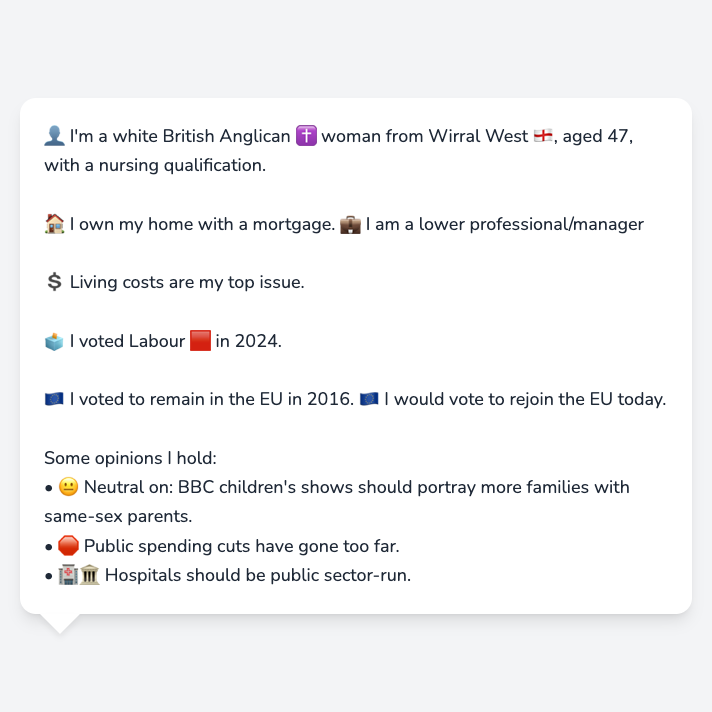 👤 I'm a white British Anglican ✝️ woman from Wirral West 🏴󠁧󠁢󠁥󠁮󠁧󠁿, aged 47,
with a nursing qualification.
🏠 I own my home with a mortgage. 💼 I am a lower professional/manager
💲 Living costs are my top issue.
🗳️ I voted Labour 🟥 in 2024.
🇪🇺 I voted to remain in the EU in 2016. 🇪🇺 I would vote to rejoin the EU today.
Some opinions I hold:
• 😐 Neutral on: BBC children's shows should portray more families with
same-sex parents.
• 🛑 Public spending cuts have gone too far.
• 🏥🏛️ Hospitals should be public sector-run.